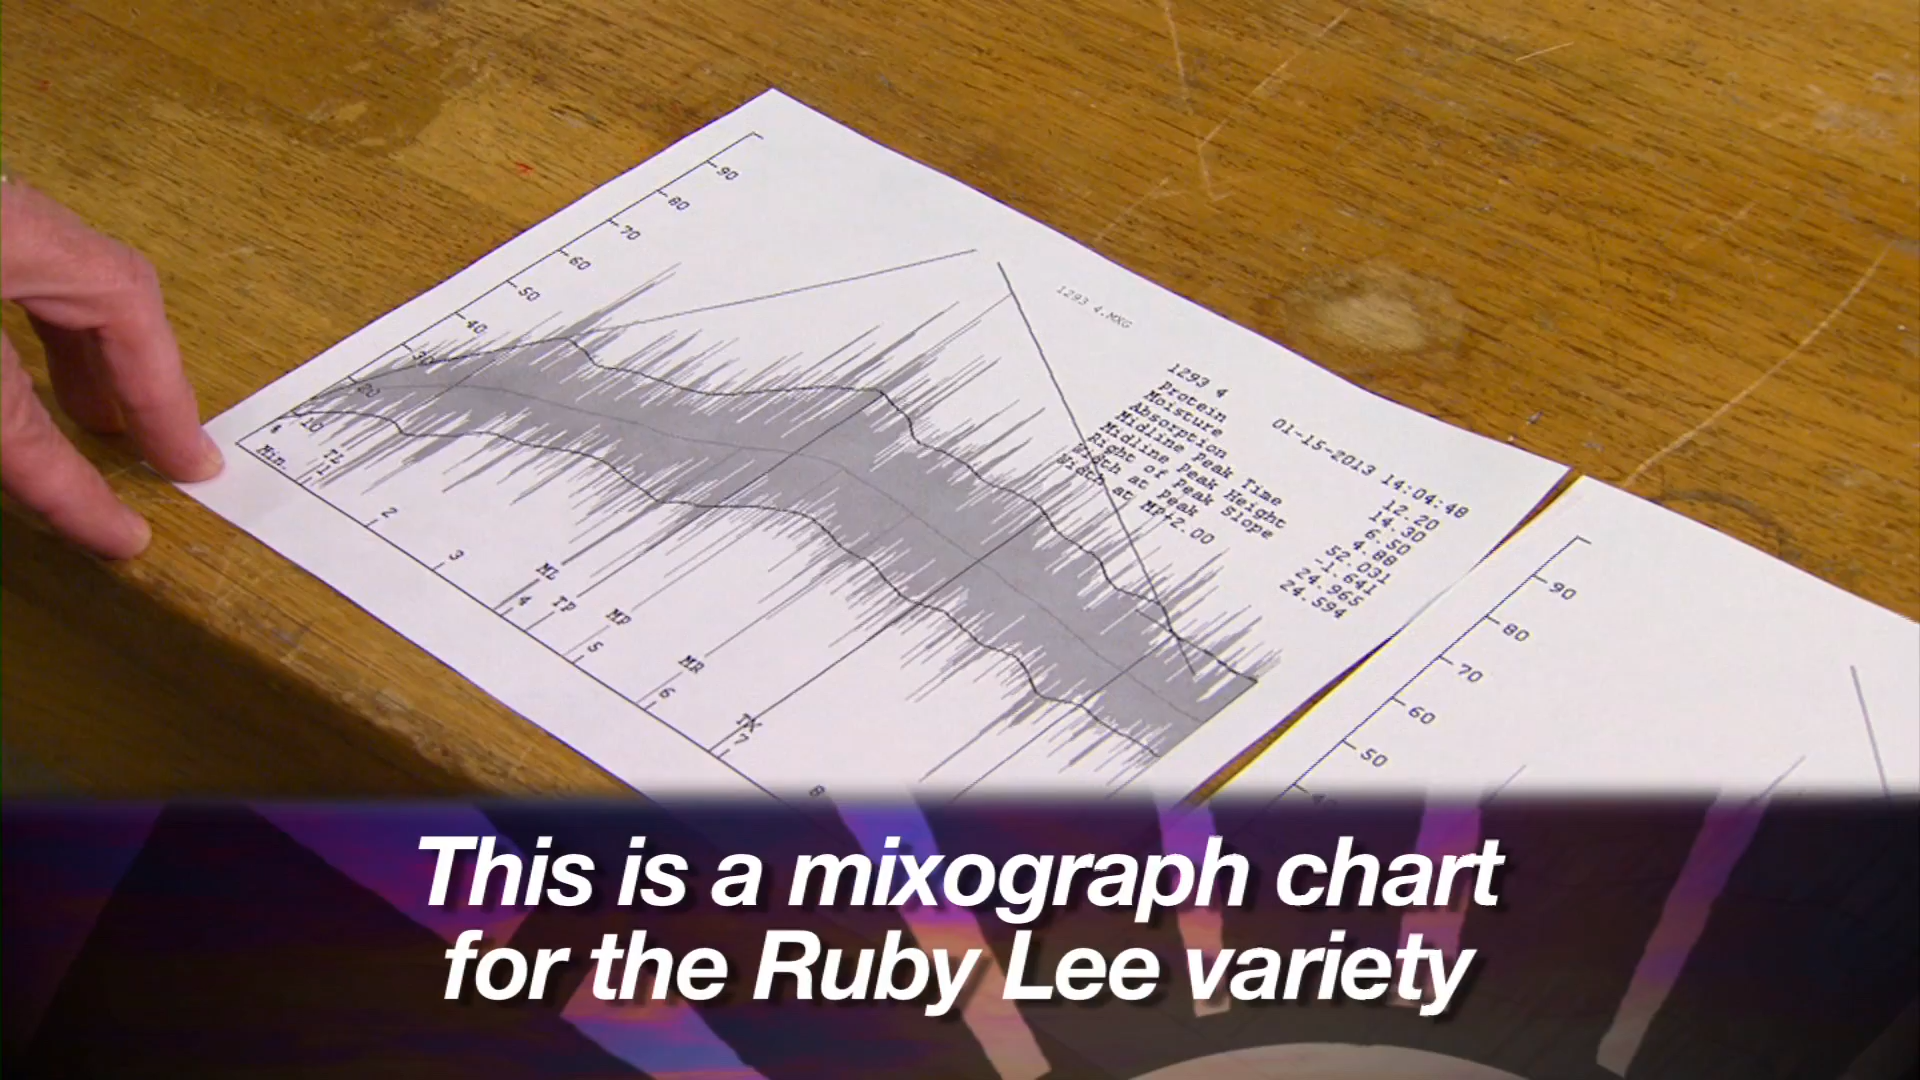 90
80
70
60
50
40
30
20
10
%
Min.
TL
1
2
3
ML
4
TP
MP
5
MR
6
TX
7
8
1293 4.MXG
1293 4 01-15-2013 14:04:48
Protein 12.20
Moisture 14.30
Absorption 6.50
Midline Peak Time 4.88
Midline Peak Height 52.031
Right of Peak Slope -1.641
Width at Peak 24.965
Width at MP+2.00 24.594
90
80
70
60
50
This is a mixograph chart
for the Ruby Lee variety